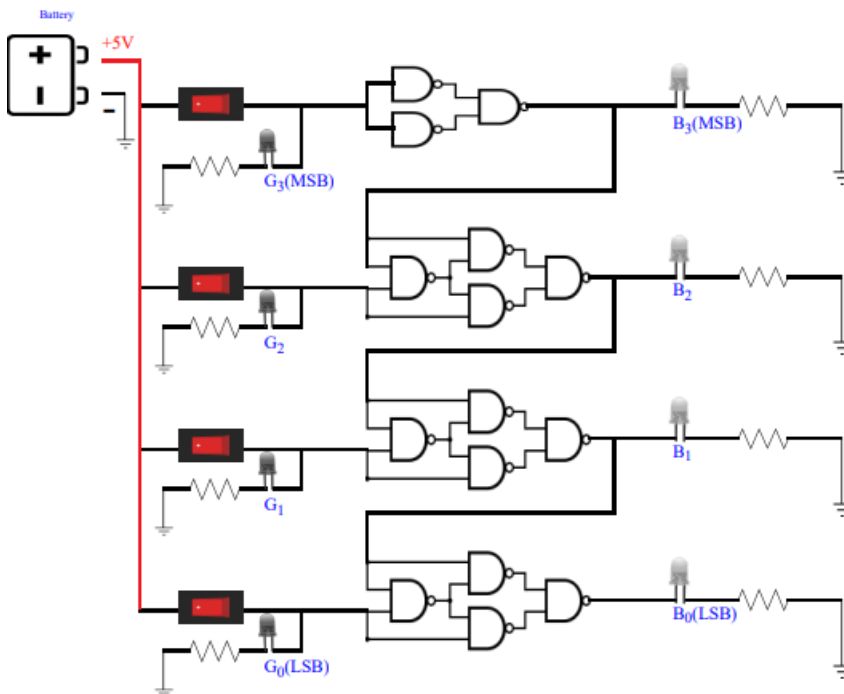 Battery
+5V
B₃(MSB)
G₃(MSB)
B₂
G₂
B₁
G₁
B₀(LSB)
G₀(LSB)